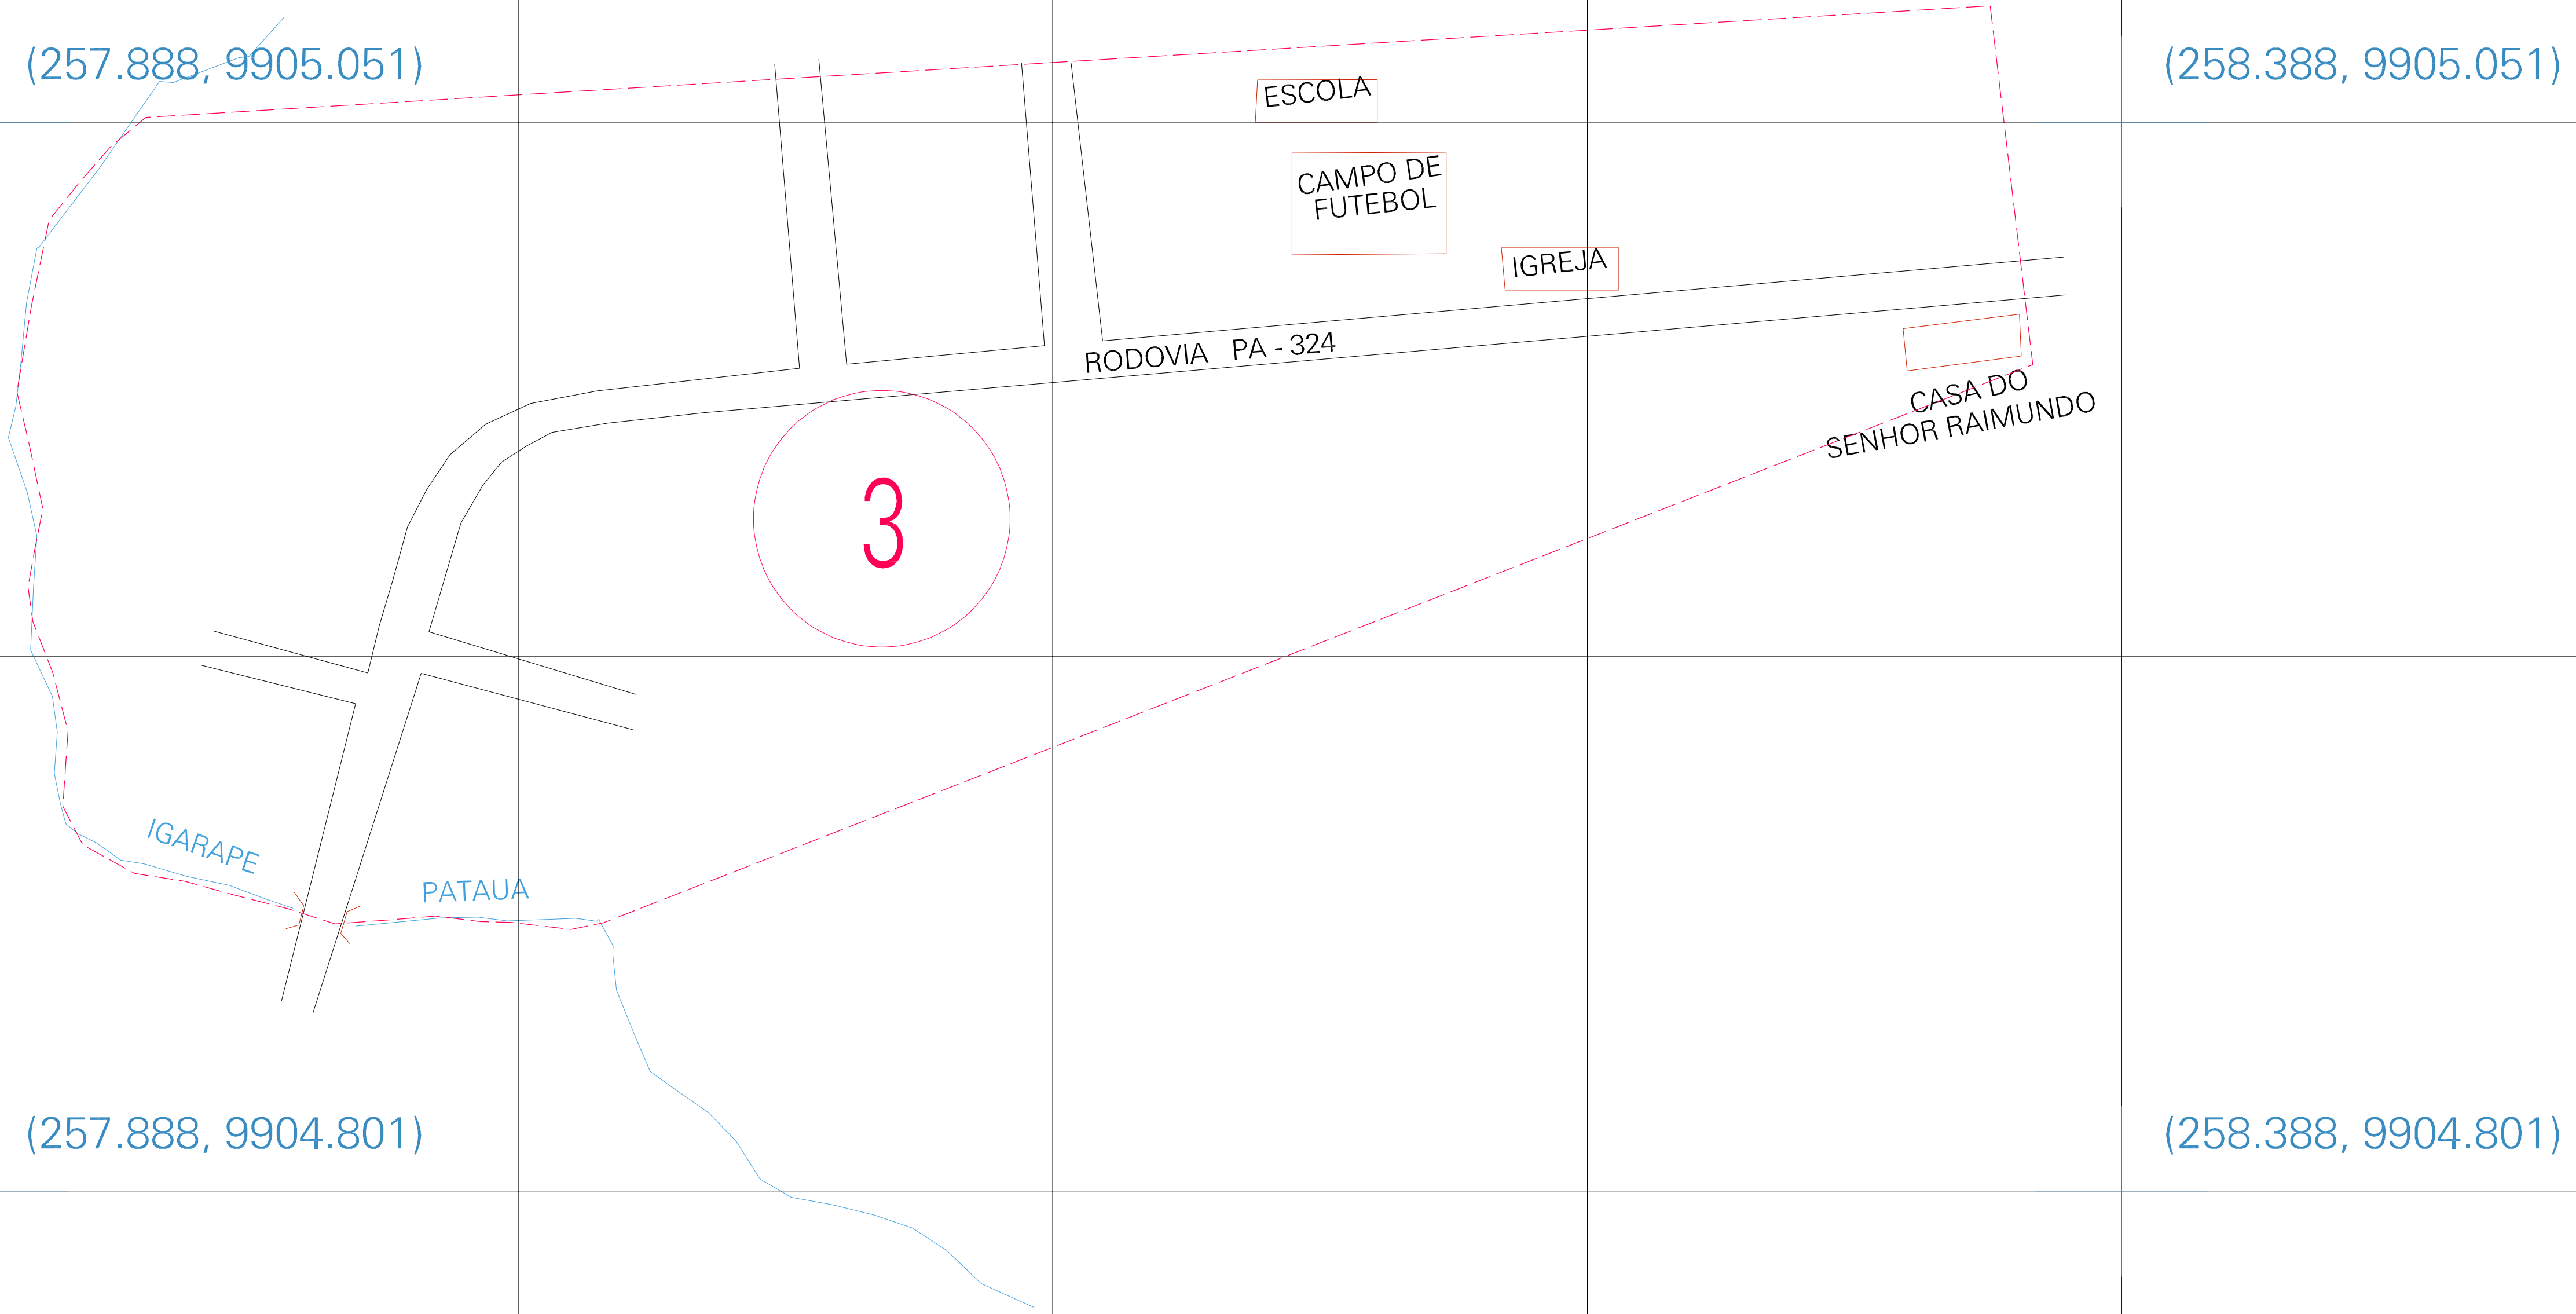 (257.888, 9905.051)
(258.388, 9905.051)
ESCOLA
CAMPO DE
FUTEBOL
IGREJA
RODOVIA PA - 324
CASA DO
SENHOR RAIMUNDO
3
IGARAPE
PATAUA
(257.888, 9904.801)
(258.388, 9904.801)